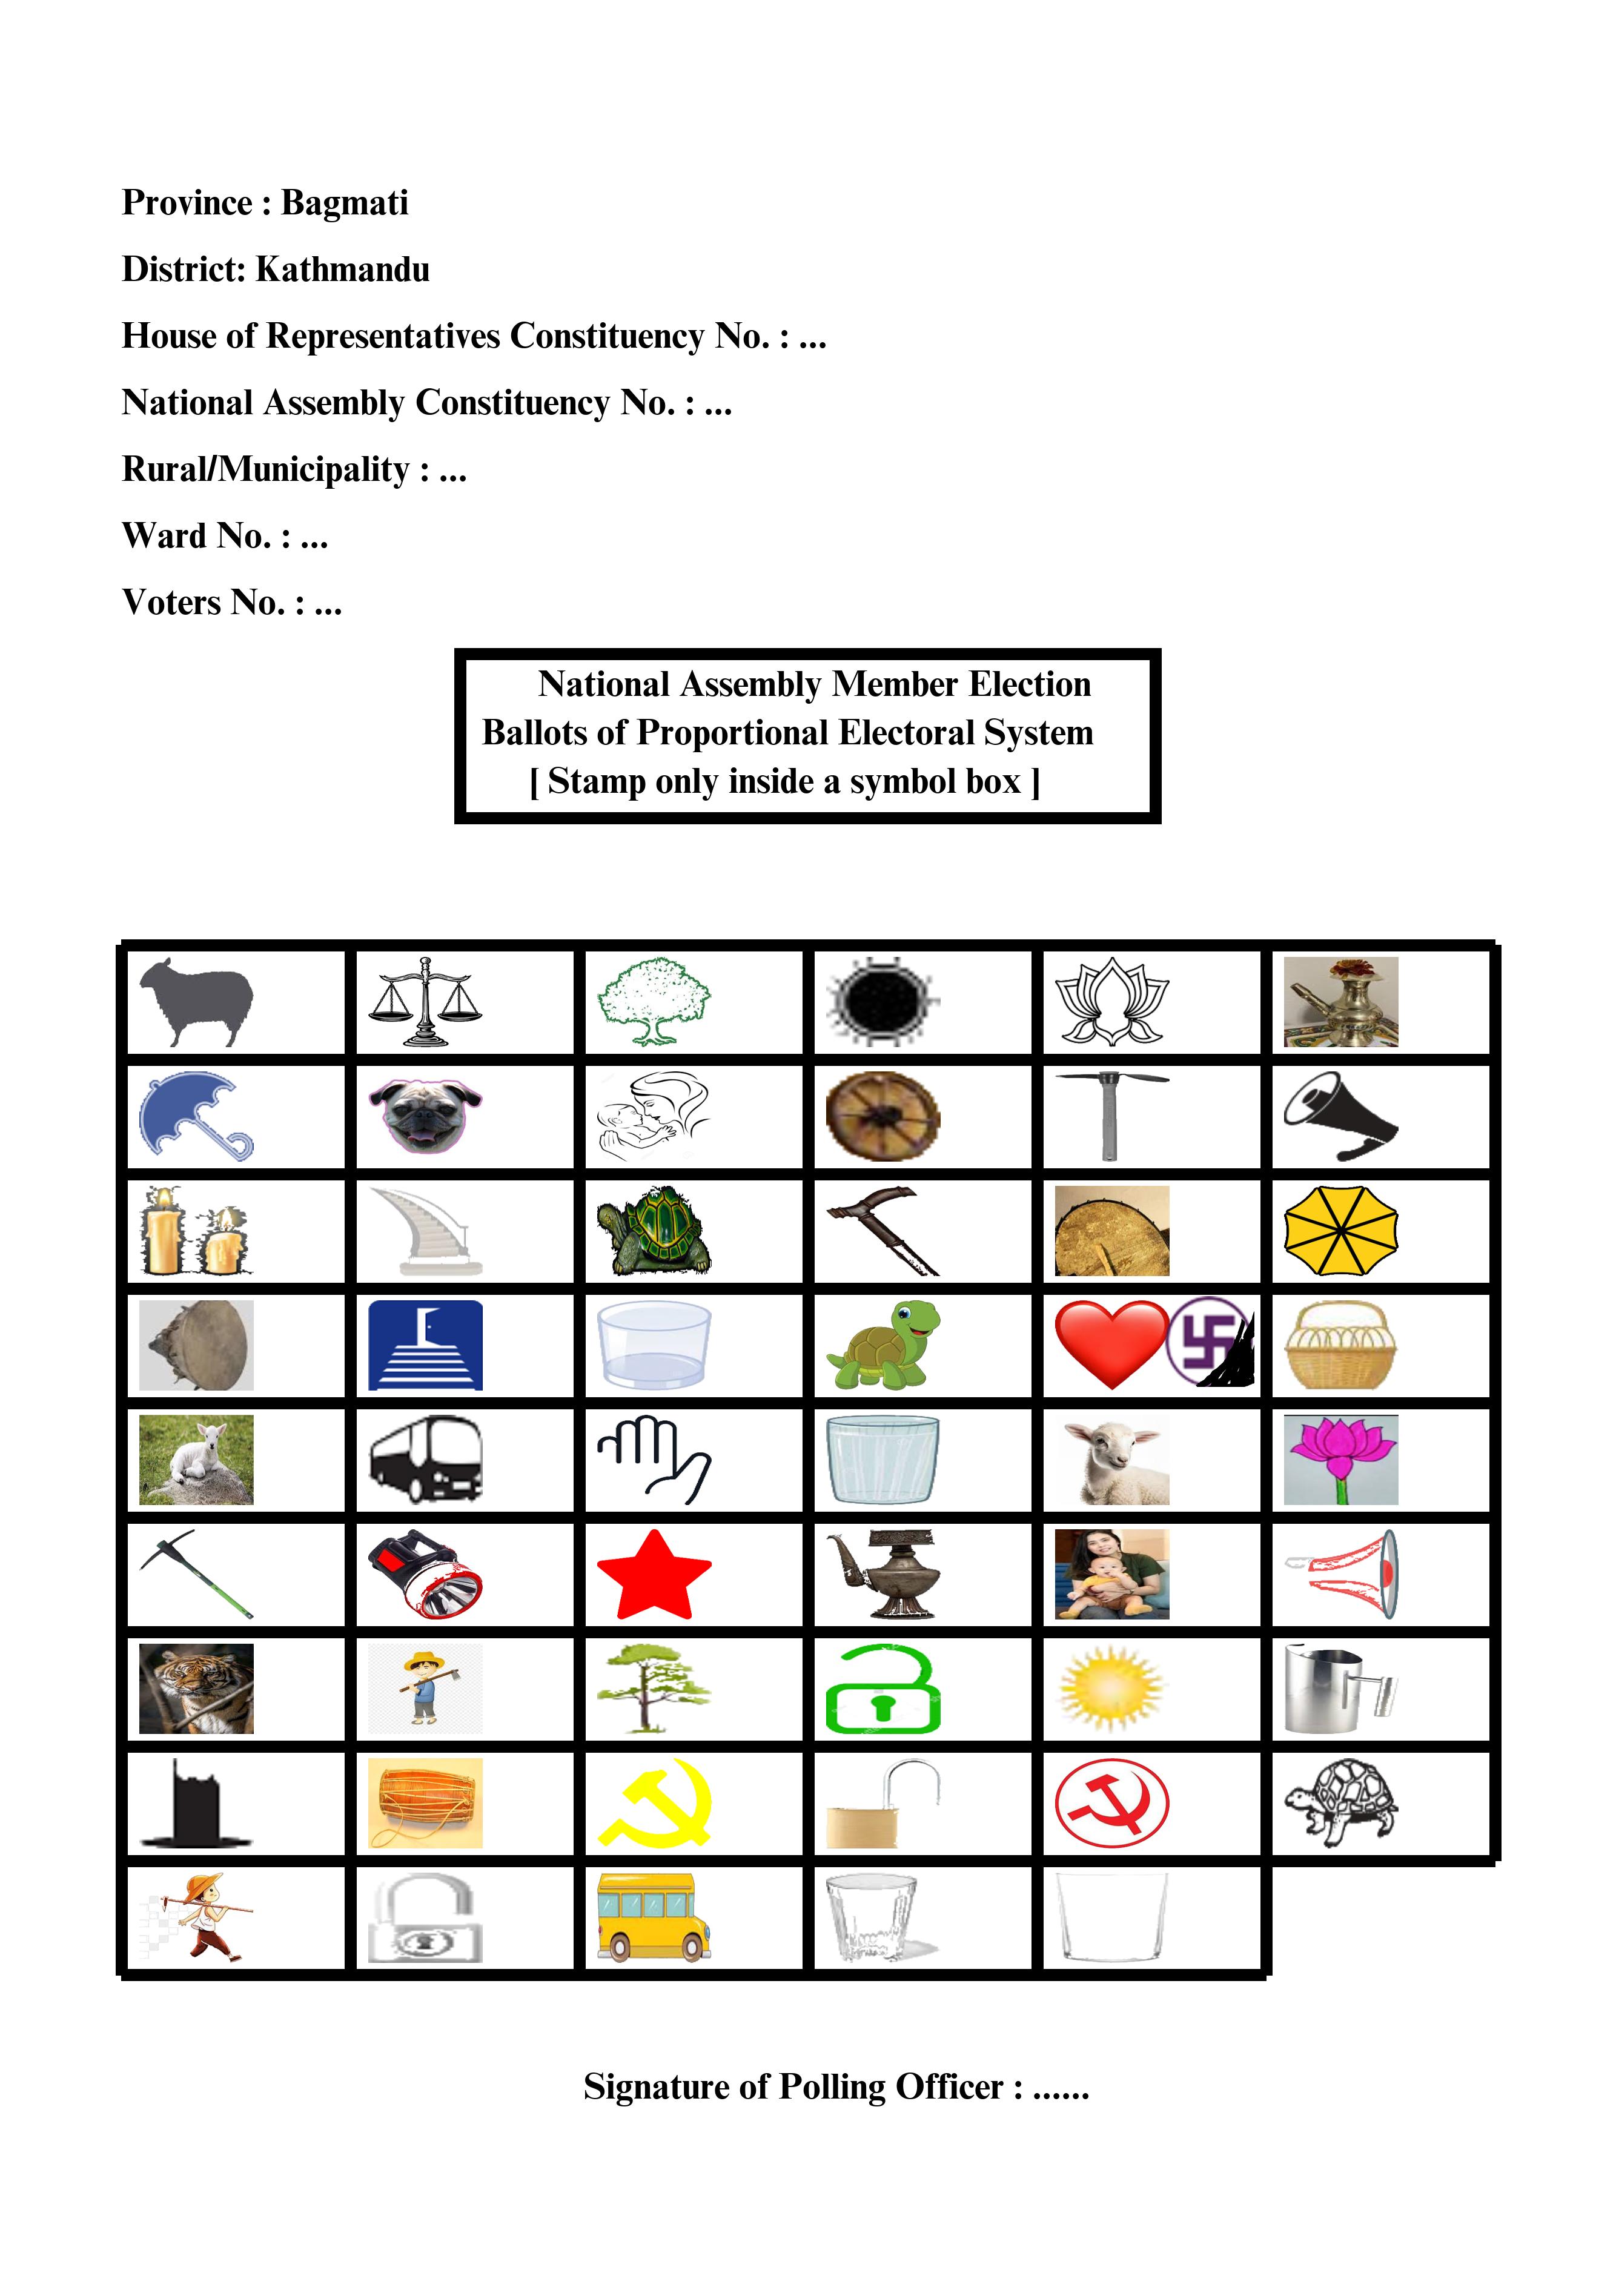 Province : Bagmati
District: Kathmandu
House of Representatives Constituency No. : ...
National Assembly Constituency No. : ...
Rural/Municipality : ...
Ward No. : ...
Voters No. : ...
National Assembly Member Election
Ballots of Proportional Electoral System
[ Stamp only inside a symbol box ]
Signature of Polling Officer : ......